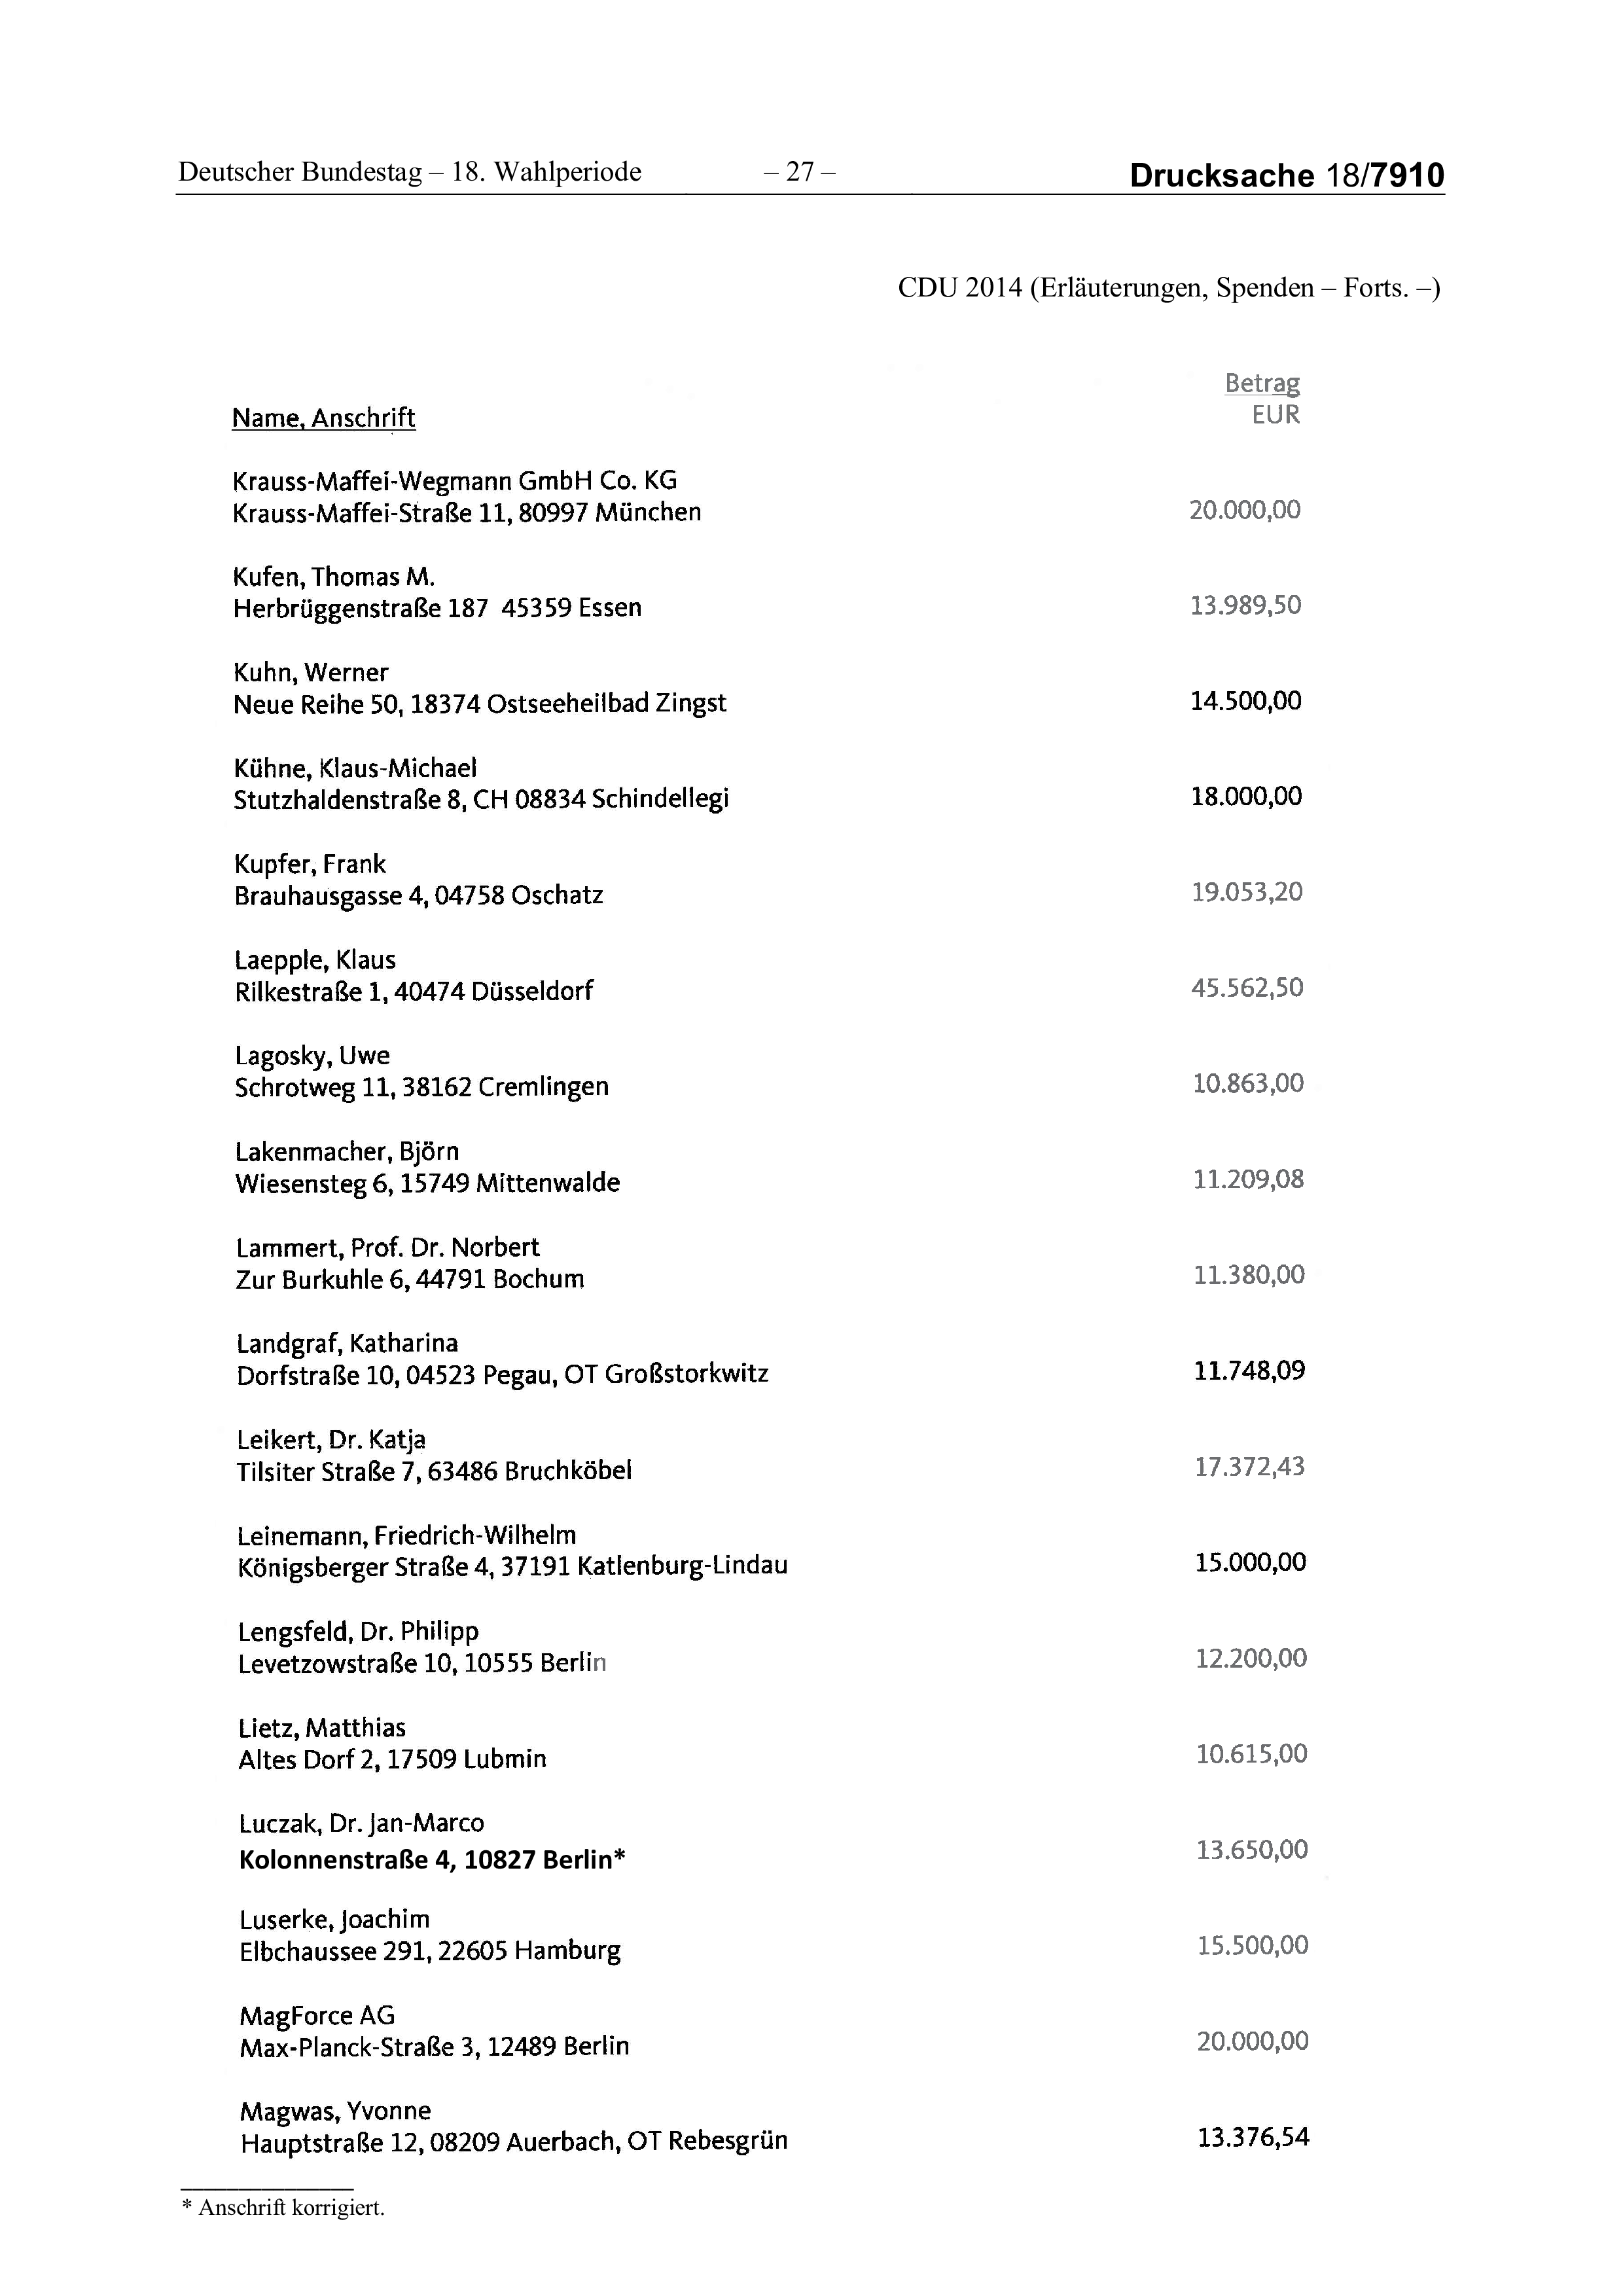 Deutscher Bundestag – 18. Wahlperiode – 27 – Drucksache 18/7910
CDU 2014 (Erläuterungen, Spenden – Forts. –)
Betrag
Name, Anschrift EUR
Krauss-Maffei-Wegmann GmbH Co. KG
Krauss-Maffei-Straße 11, 80997 München 20.000,00
Kufen, Thomas M.
Herbrüggenstraße 187 45359 Essen 13.989,50
Kuhn, Werner
Neue Reihe 50, 18374 Ostseeheilbad Zingst 14.500,00
Kühne, Klaus-Michael
Stutzhaldenstraße 8, CH 08834 Schindellegi 18.000,00
Kupfer, Frank
Brauhausgasse 4, 04758 Oschatz 19.053,20
Laepple, Klaus
Rilkestraße 1, 40474 Düsseldorf 45.562,50
Lagosky, Uwe
Schrotweg 11, 38162 Cremlingen 10.863,00
Lakenmacher, Björn
Wiesensteg 6, 15749 Mittenwalde 11.209,08
Lammert, Prof. Dr. Norbert
Zur Burkuhle 6, 44791 Bochum 11.380,00
Landgraf, Katharina
Dorfstraße 10, 04523 Pegau, OT Großstorkwitz 11.748,09
Leikert, Dr. Katja
Tilsiter Straße 7, 63486 Bruchköbel 17.372,43
Leinemann, Friedrich-Wilhelm
Königsberger Straße 4, 37191 Katlenburg-Lindau 15.000,00
Lengsfeld, Dr. Philipp
Levetzowstraße 10, 10555 Berlin 12.200,00
Lietz, Matthias
Altes Dorf 2, 17509 Lubmin 10.615,00
Luczak, Dr. Jan-Marco
Kolonnenstraße 4, 10827 Berlin* 13.650,00
Luserke, Joachim
Elbchaussee 291, 22605 Hamburg 15.500,00
MagForce AG
Max-Planck-Straße 3, 12489 Berlin 20.000,00
Magwas, Yvonne
Hauptstraße 12, 08209 Auerbach, OT Rebesgrün 13.376,54
* Anschrift korrigiert.